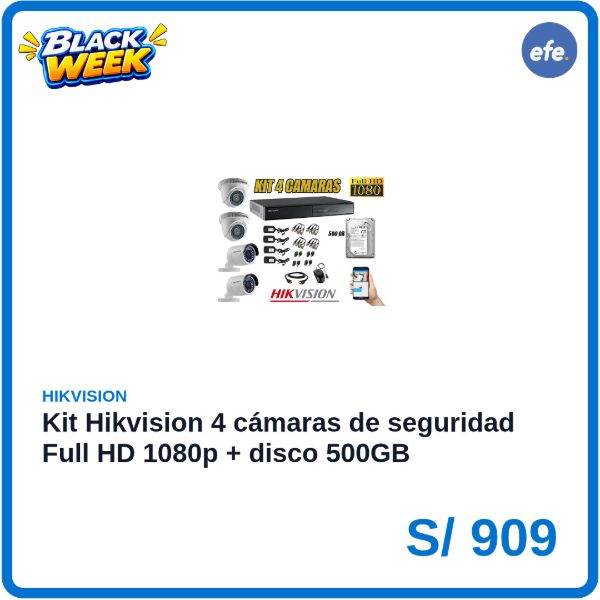 BLACK
WEEK
efe.
KIT 4 CAMARAS
Full HD
1080
500 GB
HIKVISION
HIKVISION
Kit Hikvision 4 cámaras de seguridad
Full HD 1080p + disco 500GB
S/ 909